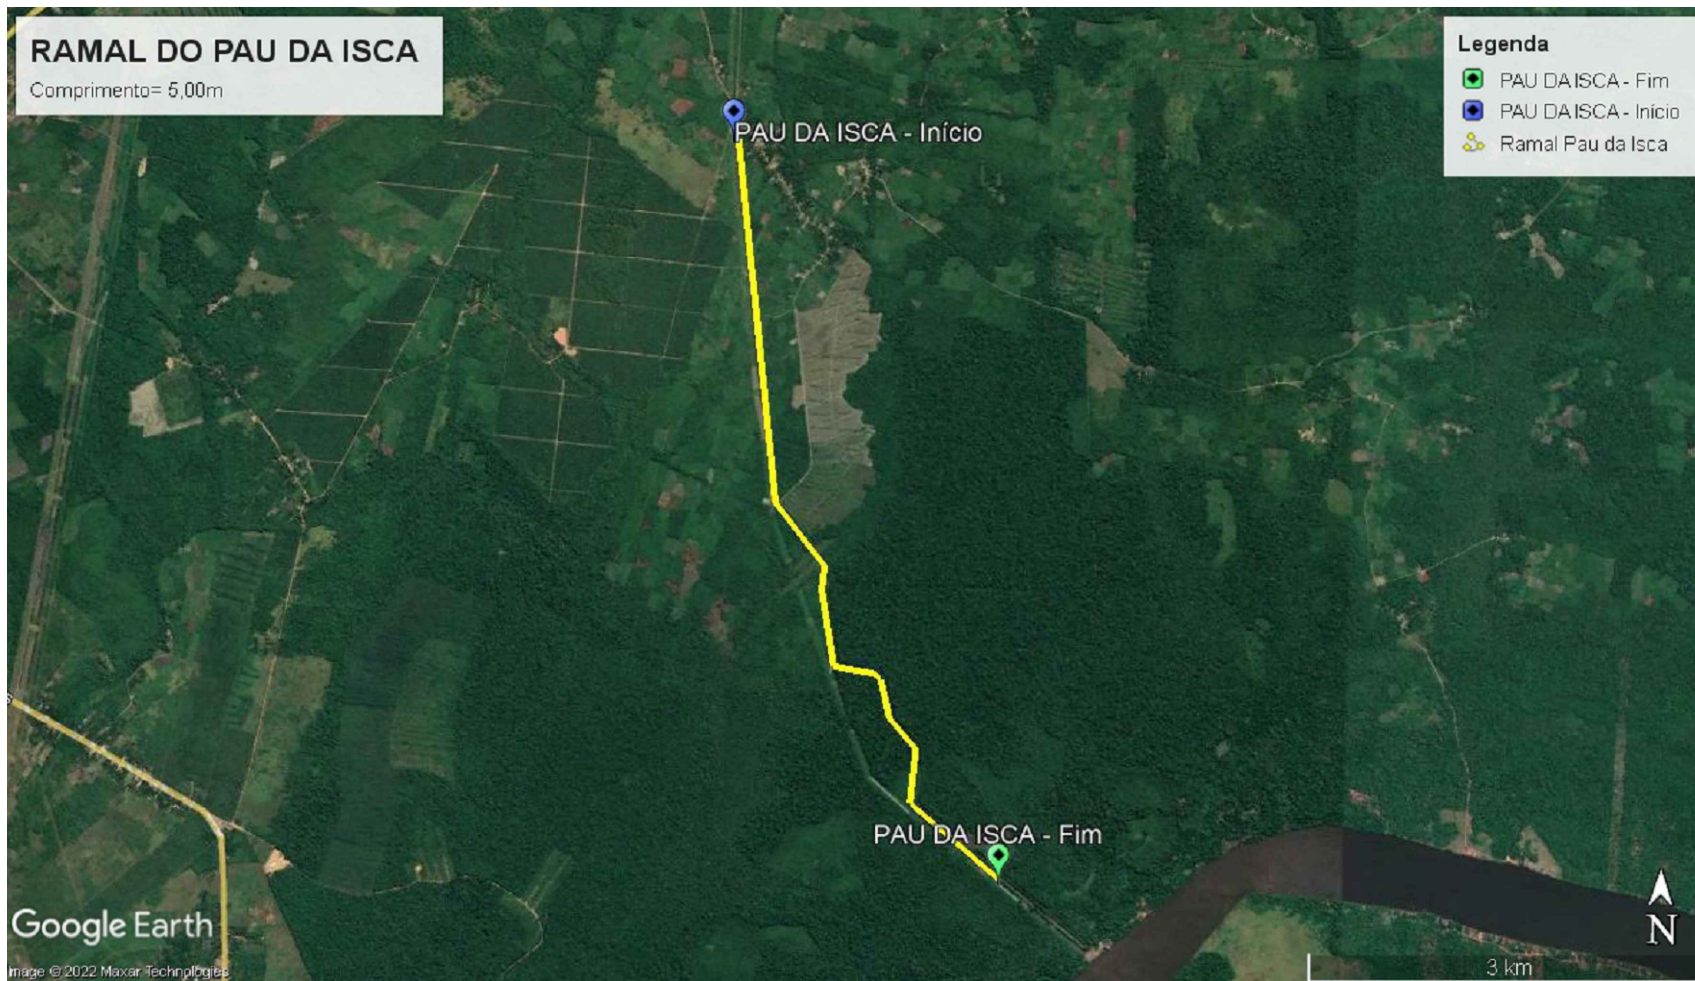 RAMAL DO PAU DA ISCA
Comprimento= 5,00m
Legenda
PAU DA ISCA - Fim
PAU DA ISCA - Início
Ramal Pau da Isca
PAU DA ISCA - Início
PAU DA ISCA - Fim
Google Earth
N
3 km
Image © 2022 Maxar Technologies